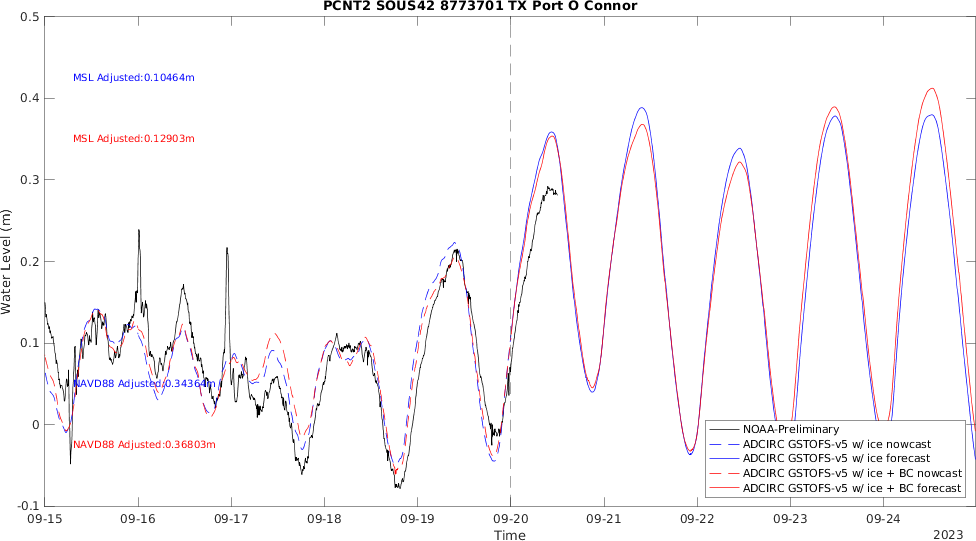 PCNT2 SOUS42 8773701 TX Port O Connor
0.5
0.4
0.3
0.2
0.1
0
-0.1
Water Level (m)
MSL Adjusted:0.10464m
MSL Adjusted:0.12903m
NAVD88 Adjusted:0.34364m
NAVD88 Adjusted:0.36803m
NOAA-Preliminary
ADCIRC GSTOFS-v5 w/ ice nowcast
ADCIRC GSTOFS-v5 w/ ice forecast
ADCIRC GSTOFS-v5 w/ ice + BC nowcast
ADCIRC GSTOFS-v5 w/ ice + BC forecast
09-15 09-16 09-17 09-18 09-19 09-20 09-21 09-22 09-23 09-24
Time
2023